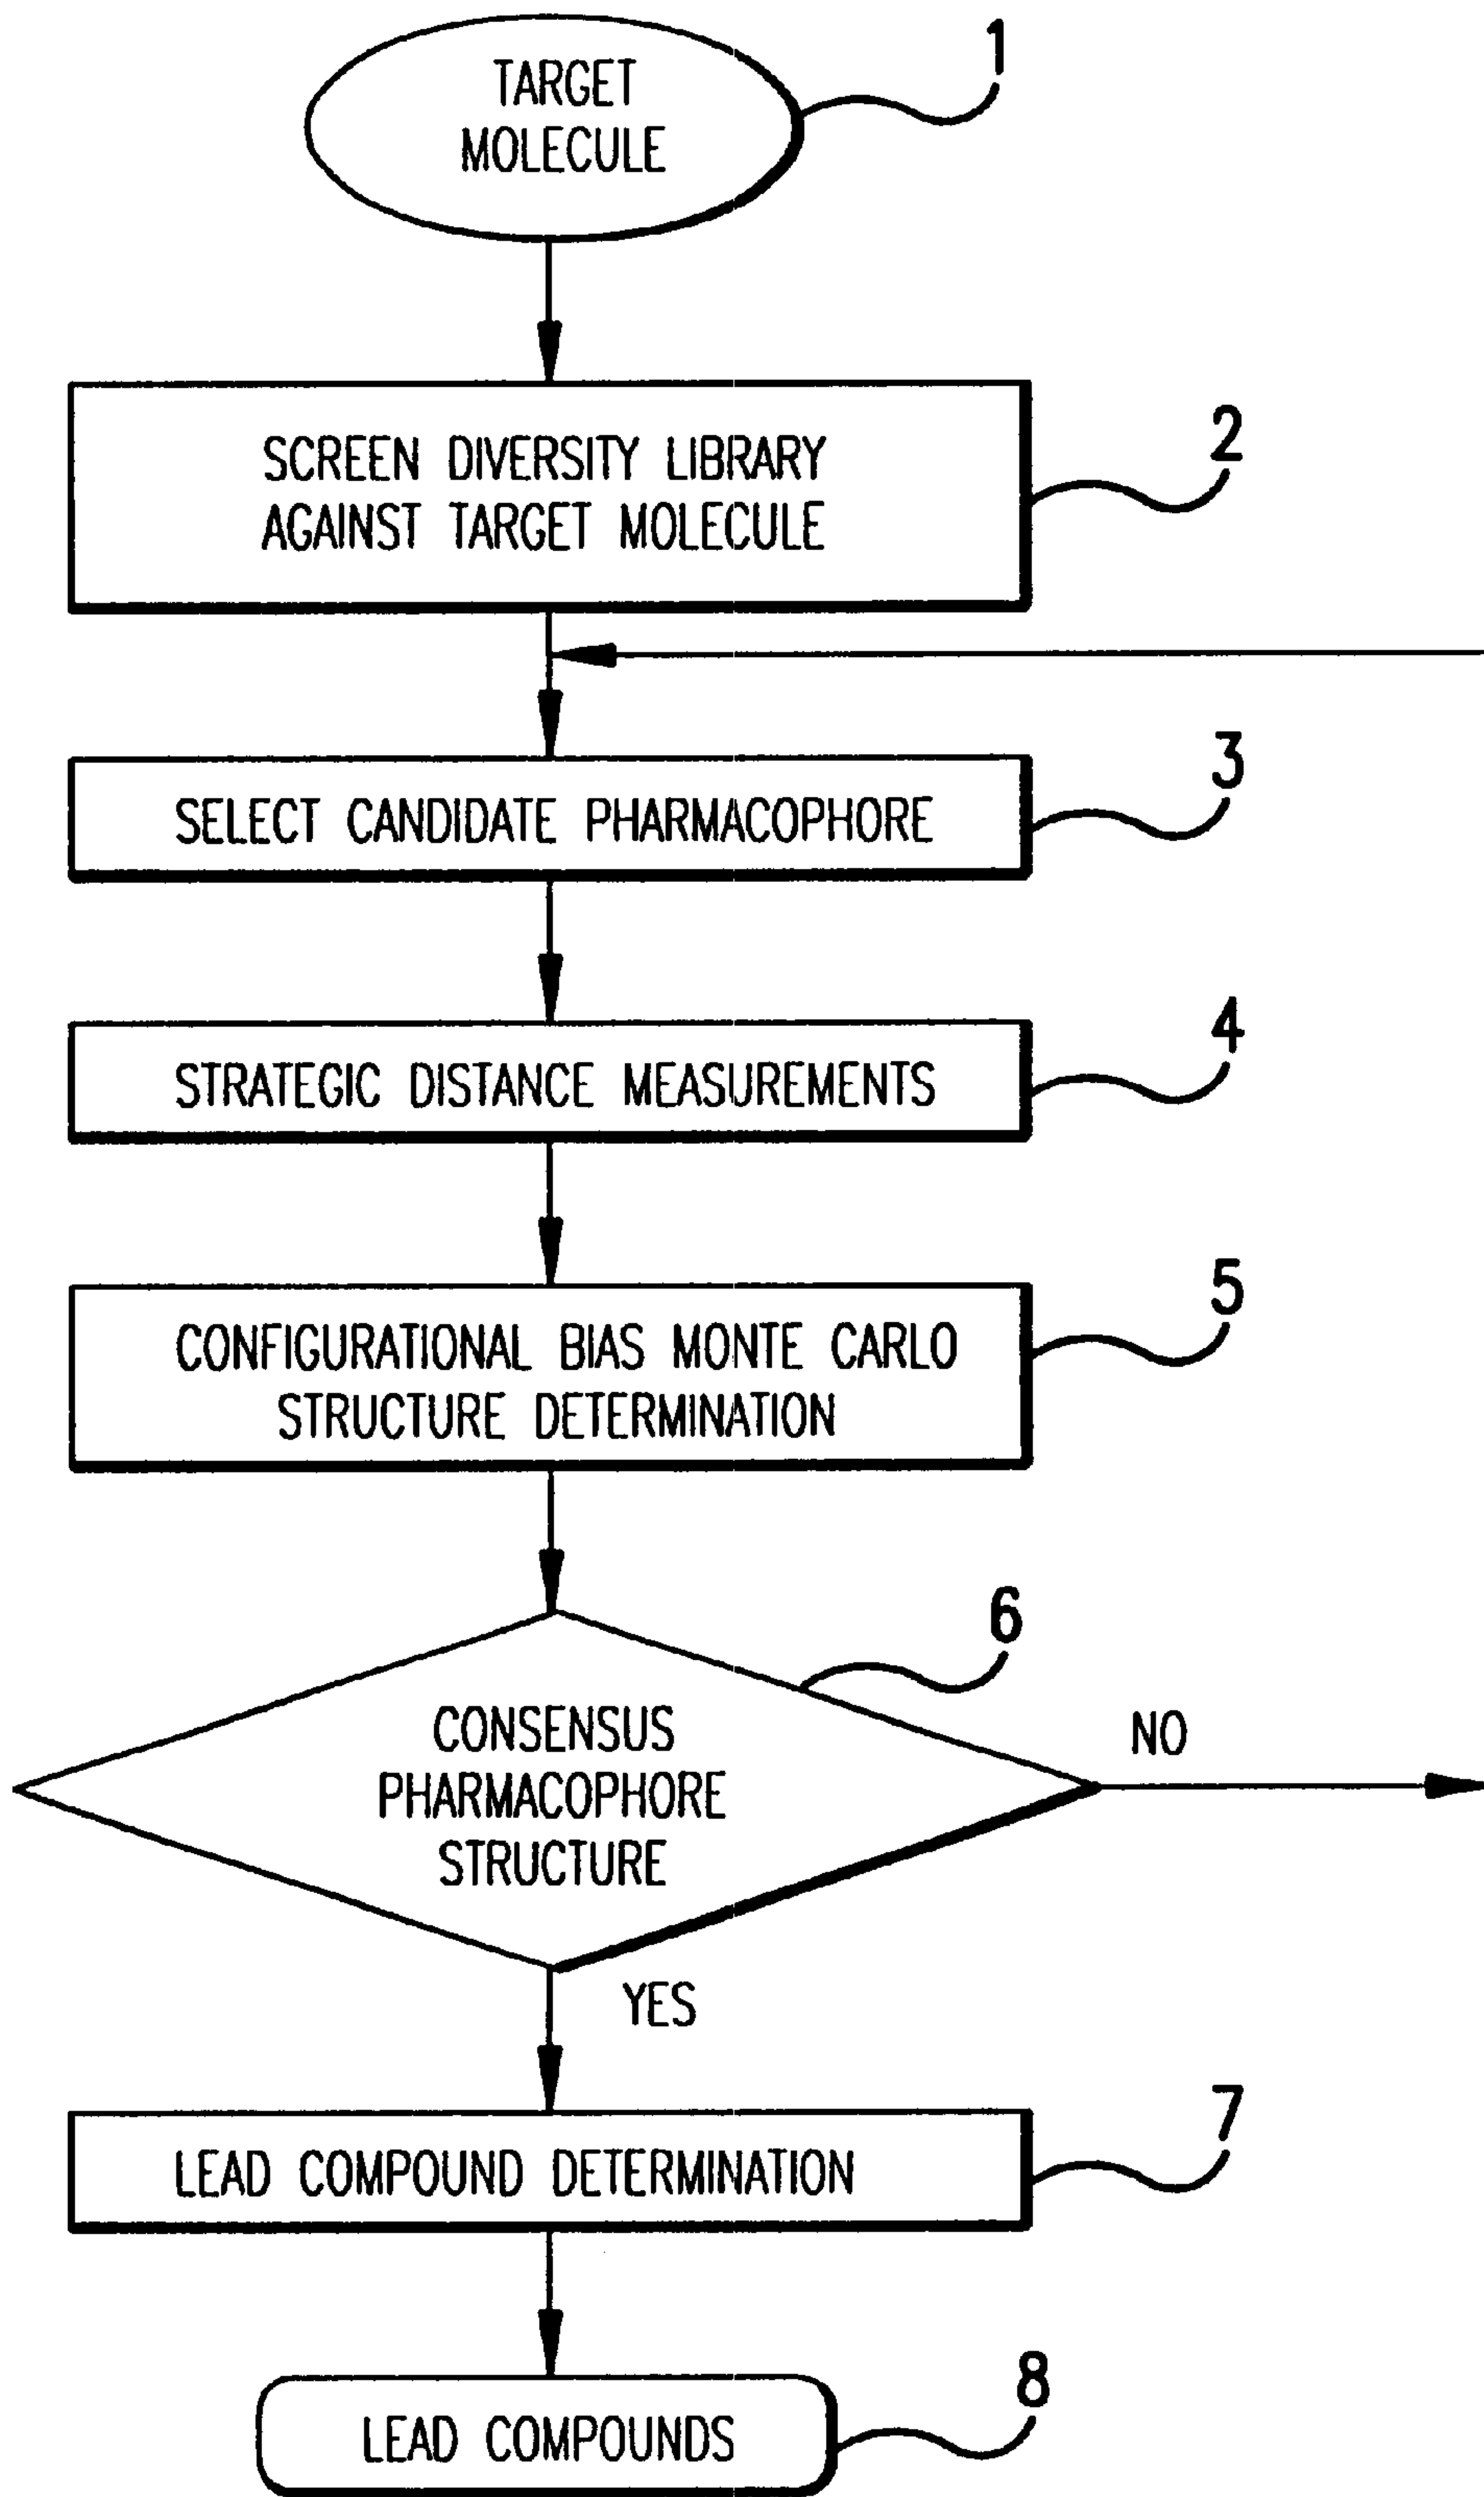 1
TARGET
MOLECULE
2
SCREEN DIVERSITY LIBRARY
AGAINST TARGET MOLECULE
3
SELECT CANDIDATE PHARMACOPHORE
4
STRATEGIC DISTANCE MEASUREMENTS
5
CONFIGURATIONAL BIAS MONTE CARLO
STRUCTURE DETERMINATION
6
CONSENSUS
PHARMACOPHORE
STRUCTURE
NO
YES
7
LEAD COMPOUND DETERMINATION
8
LEAD COMPOUNDS